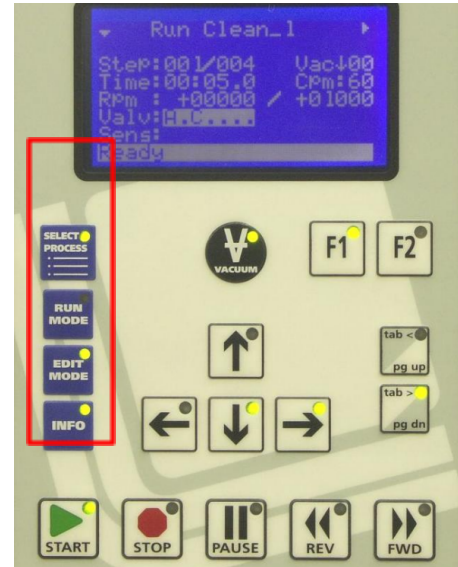 Run Clean_1
Step:001/004 Vac↓00
Time:00:05.0 Cpm:60
Rpm : +00000 / +01000
Valv:H.C....
Sens:
Ready
SELECT
PROCESS
VACUUM
F1
F2
RUN
MODE
tab <
pg up
EDIT
MODE
tab >
pg dn
INFO
START
STOP
PAUSE
REV
FWD